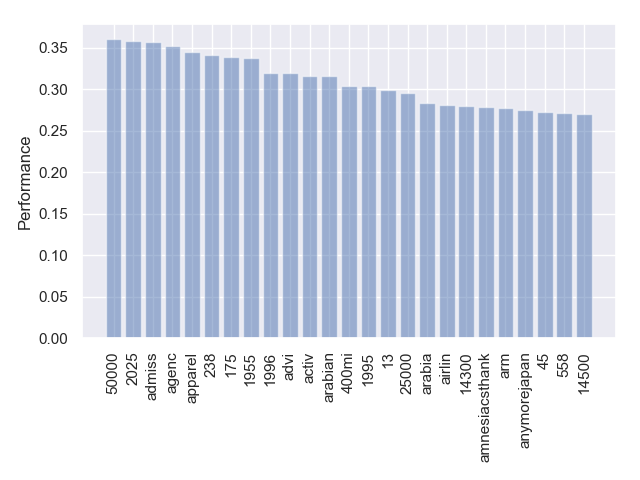 Performance
0.35
0.30
0.25
0.20
0.15
0.10
0.05
0.00
50000
2025
admiss
agenc
apparel
238
175
1955
1996
advi
activ
arabian
400mi
1995
13
25000
arabia
airlin
14300
amnesiacsthank
arm
anymorejapan
45
558
14500